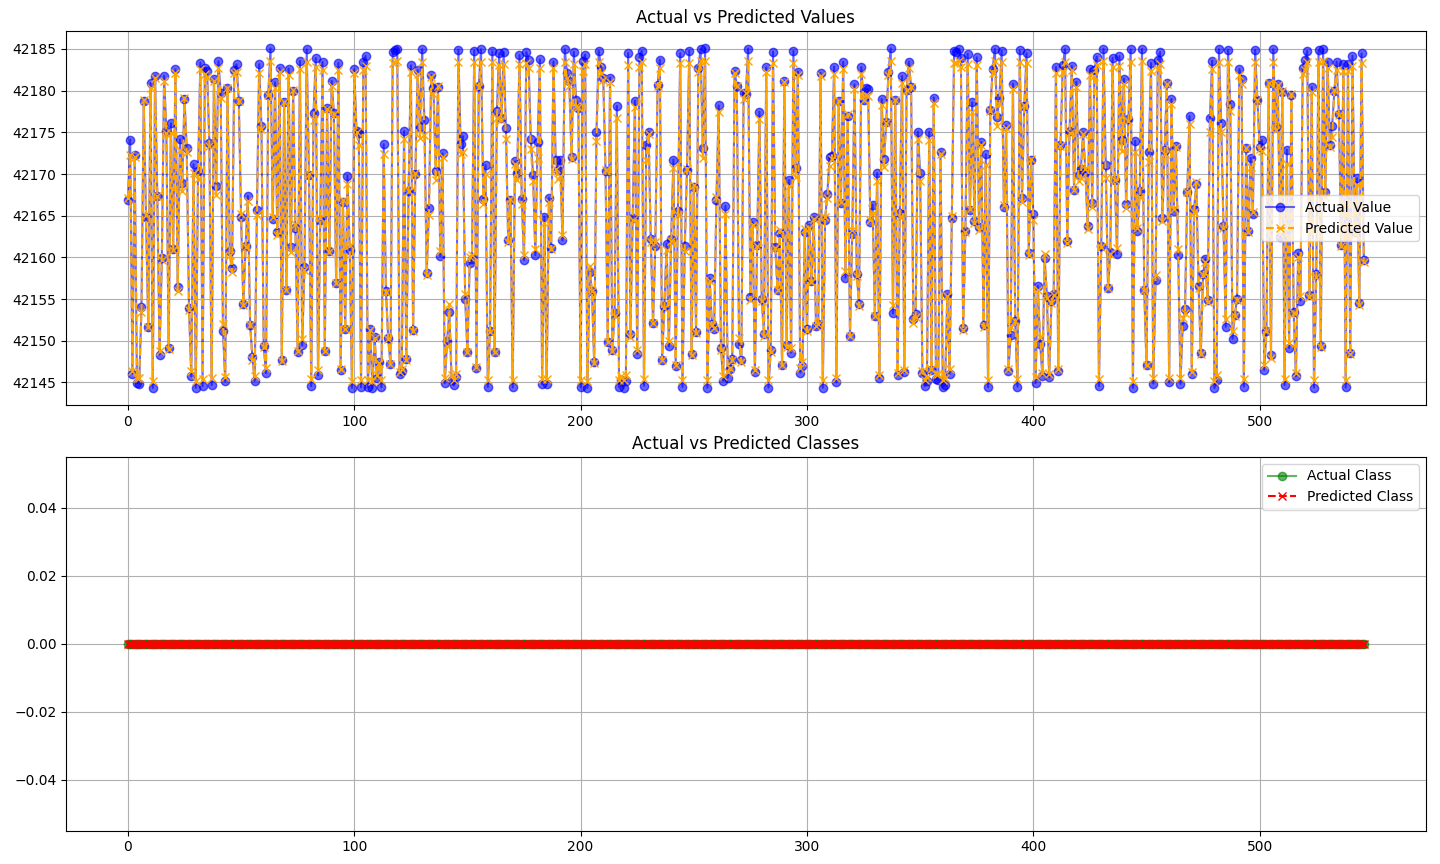 Actual vs Predicted Values
42185
42180
42175
42170
42165
42160
42155
42150
42145
Actual Value
Predicted Value
0 100 200 300 400 500
Actual vs Predicted Classes
0.04
0.02
0.00
−0.02
−0.04
Actual Class
Predicted Class
0 100 200 300 400 500